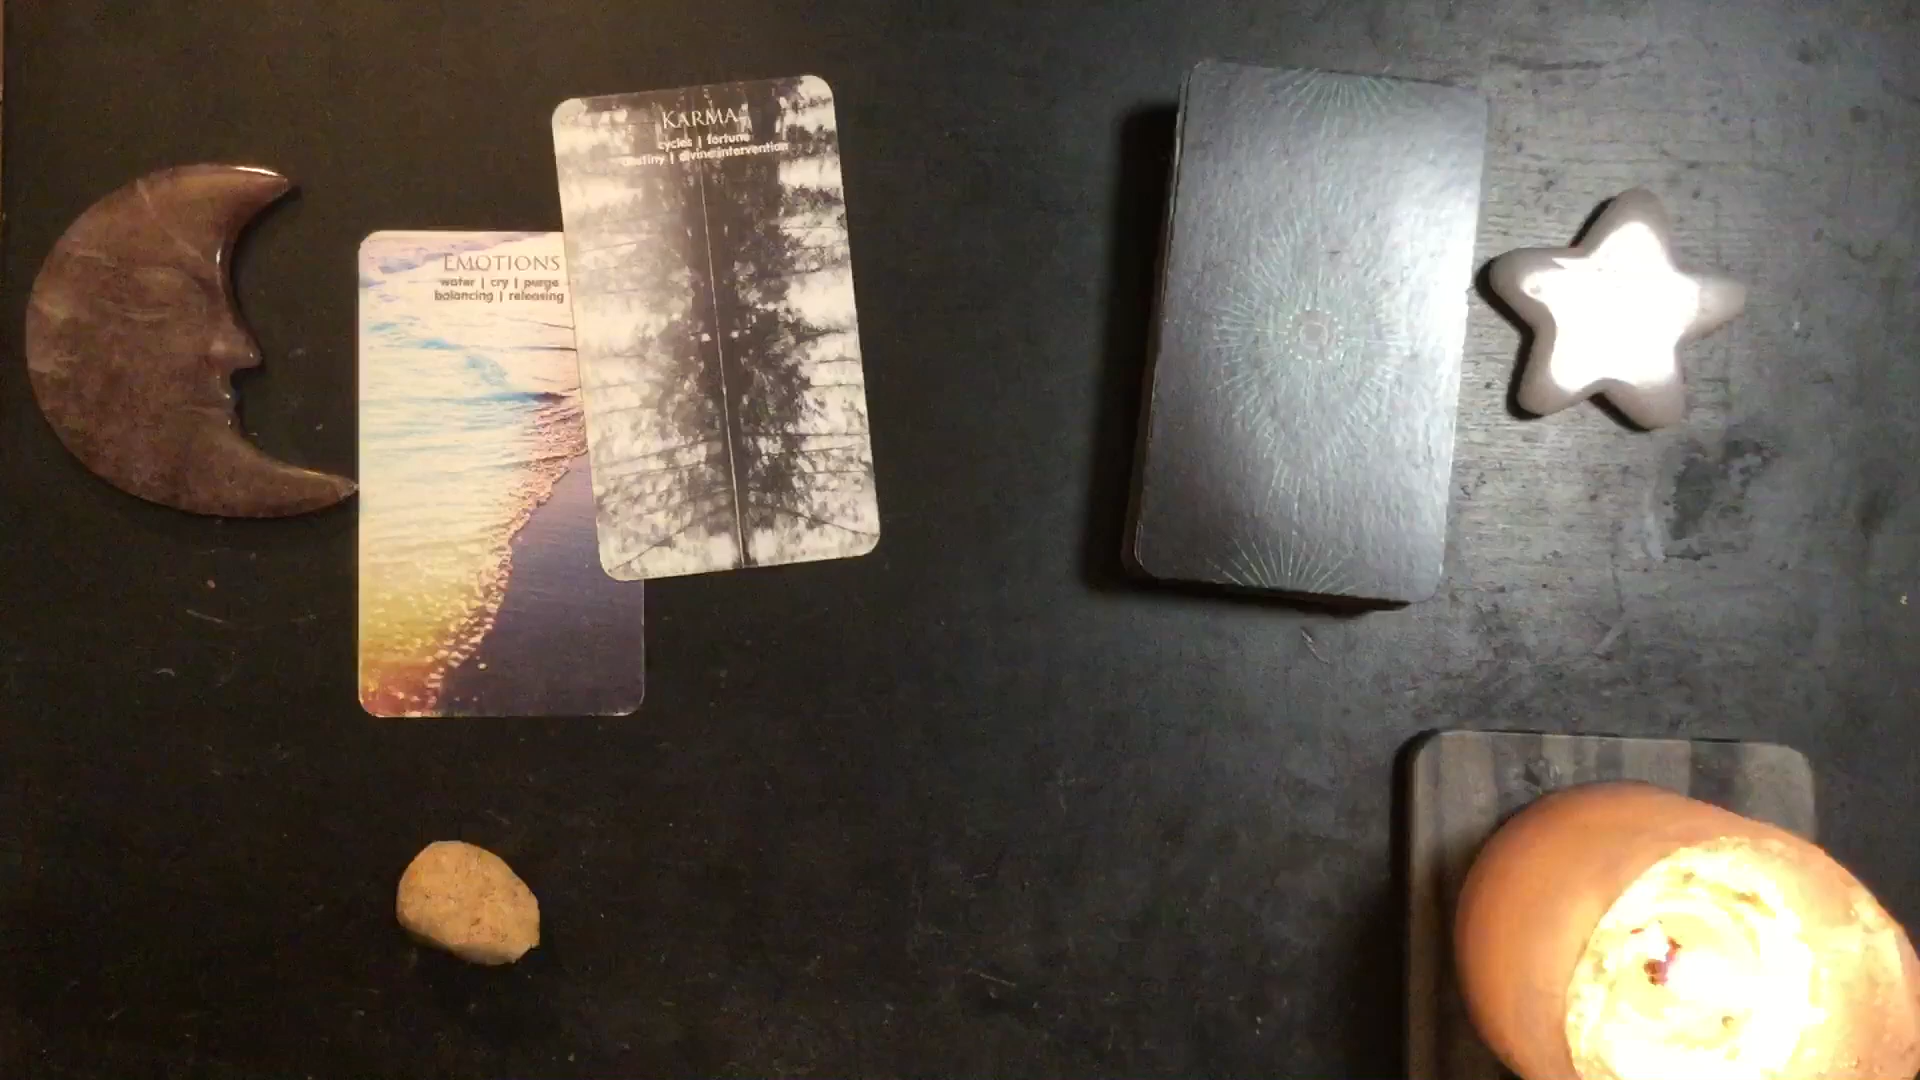 KARMA
cycles | fortune
destiny | divine intervention
EMOTIONS
water | cry | purge
balancing | releasing